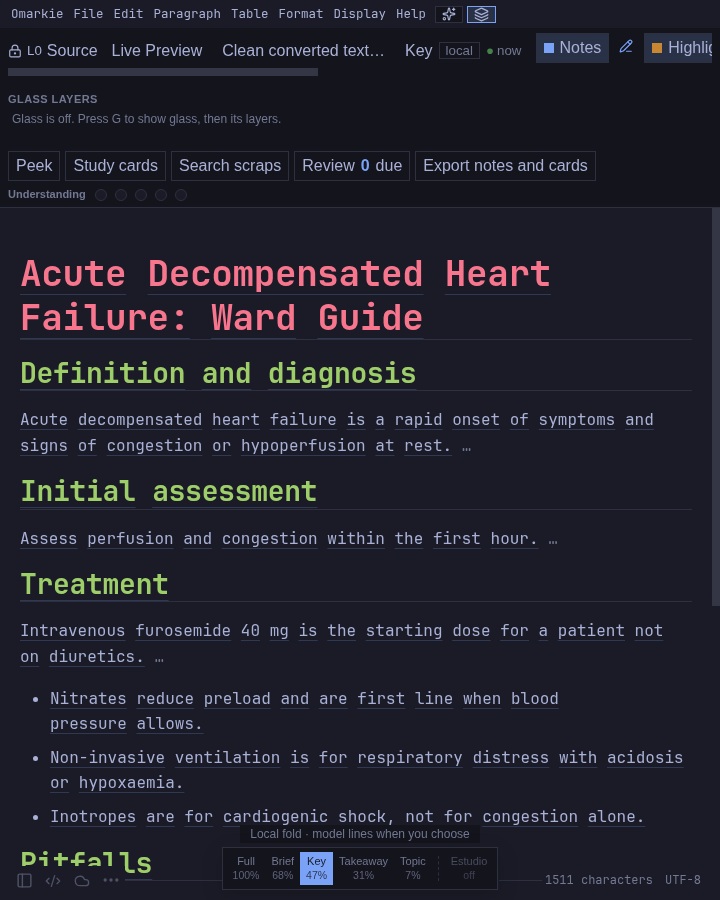 Omarkie File Edit Paragraph Table Format Display Help
L0 Source Live Preview Clean converted text… Key local now Notes Highlig
GLASS LAYERS
Glass is off. Press G to show glass, then its layers.
Peek Study cards Search scraps Review 0 due Export notes and cards
Understanding
Acute Decompensated Heart
Failure: Ward Guide
Definition and diagnosis
Acute decompensated heart failure is a rapid onset of symptoms and
signs of congestion or hypoperfusion at rest. …
Initial assessment
Assess perfusion and congestion within the first hour. …
Treatment
Intravenous furosemide 40 mg is the starting dose for a patient not
on diuretics. …
• Nitrates reduce preload and are first line when blood
pressure allows.
• Non-invasive ventilation is for respiratory distress with acidosis
or hypoxaemia.
• Inotropes are for cardiogenic shock, not for congestion alone.
Local fold · model lines when you choose
Pitfalls
Full Brief Key Takeaway Topic Estudio
100% 68% 47% 31% 7% off
1511 characters UTF-8